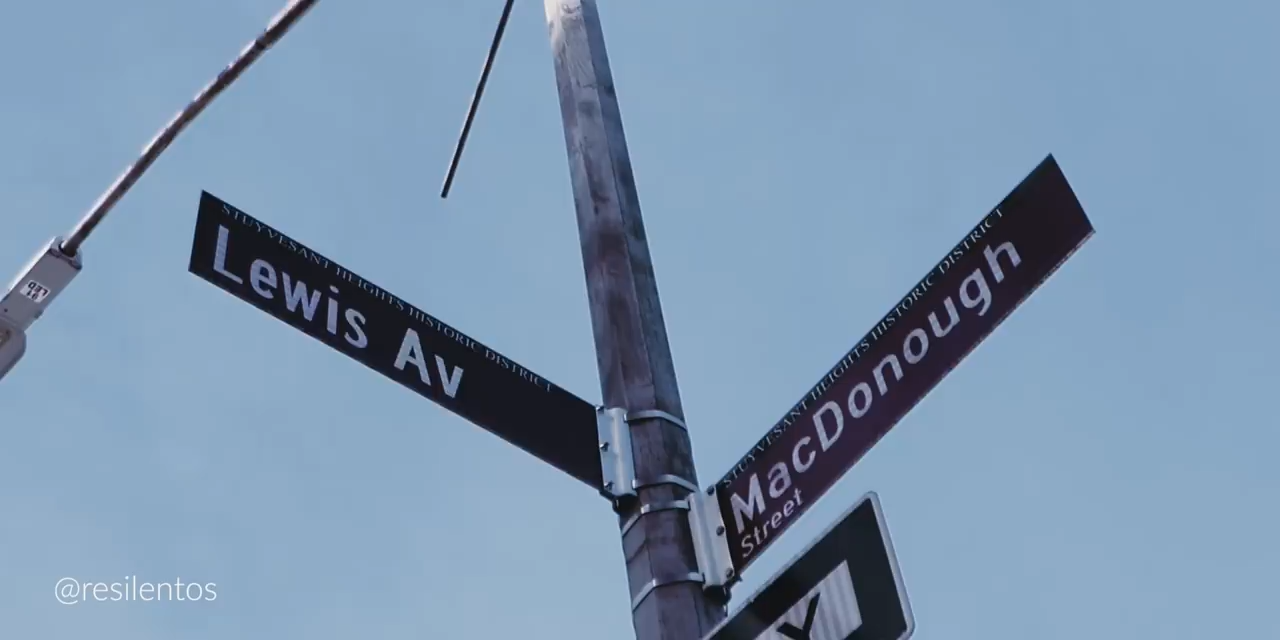 STUYVESANT HEIGHTS HISTORIC DISTRICT
Lewis Av
STUYVESANT HEIGHTS HISTORIC DISTRICT
MacDonough
Street
Y
@resilentos